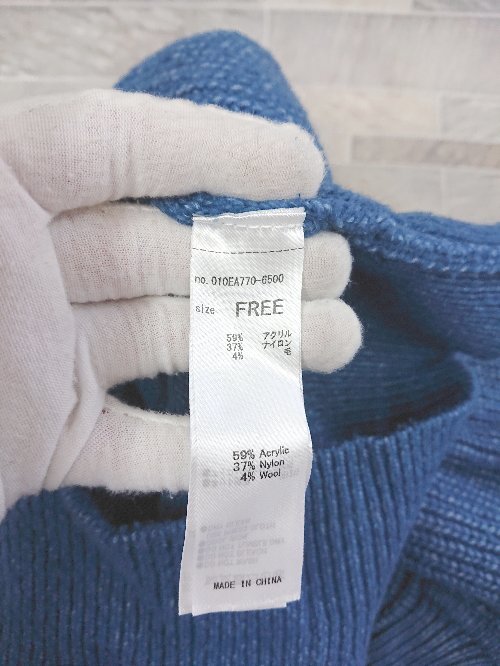 no. 010EA770-6500
size FREE
59% アクリル
37% ナイロン
4% 毛
59% Acrylic
37% Nylon
4% Wool
MADE IN CHINA